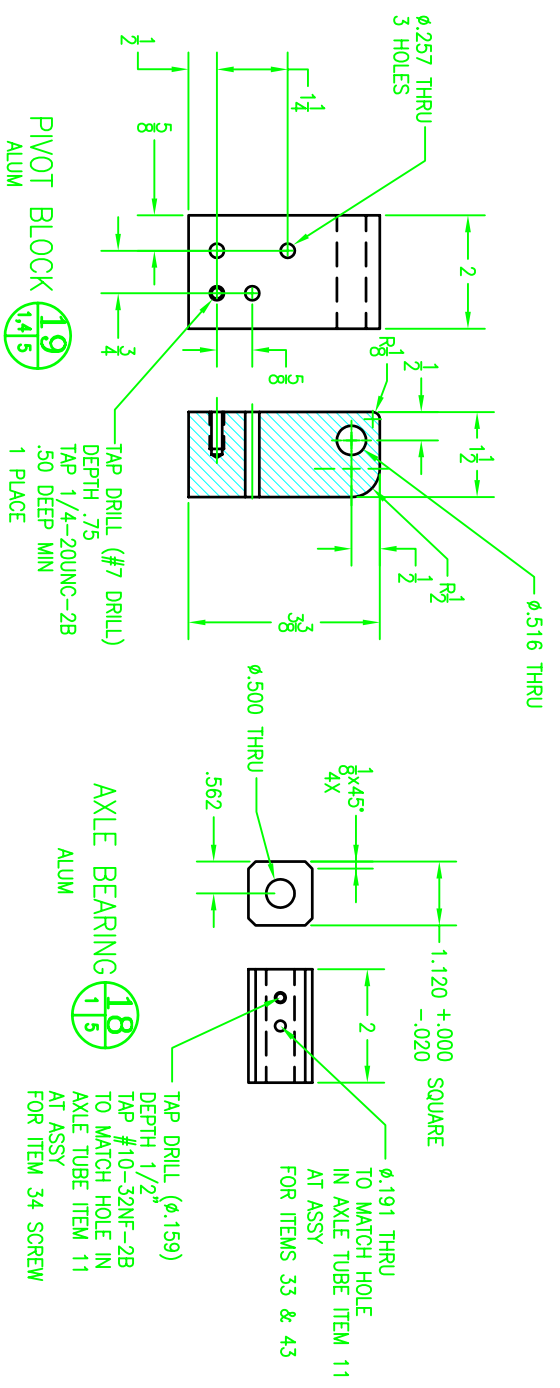 ø.257 THRU
3 HOLES
1 1/4
1/2
5/8
3/4
2
5/8
PIVOT BLOCK
ALUM
19
1,4 5
R1/8
1/2
1 1/2
ø.516 THRU
R1/2
1/2
3 3/8
TAP DRILL (#7 DRILL)
DEPTH .75
TAP 1/4-20UNC-2B
.50 DEEP MIN
1 PLACE
1/8x45°
4X
1.120 +.000
-.020 SQUARE
ø.500 THRU
.562
2
AXLE BEARING
ALUM
18
1 5
ø.191 THRU
TO MATCH HOLE
IN AXLE TUBE ITEM 11
AT ASSY
FOR ITEMS 33 & 43
TAP DRILL (ø.159)
DEPTH 1/2"
TAP #10-32NF-2B
TO MATCH HOLE IN
AXLE TUBE ITEM 11
AT ASSY
FOR ITEM 34 SCREW